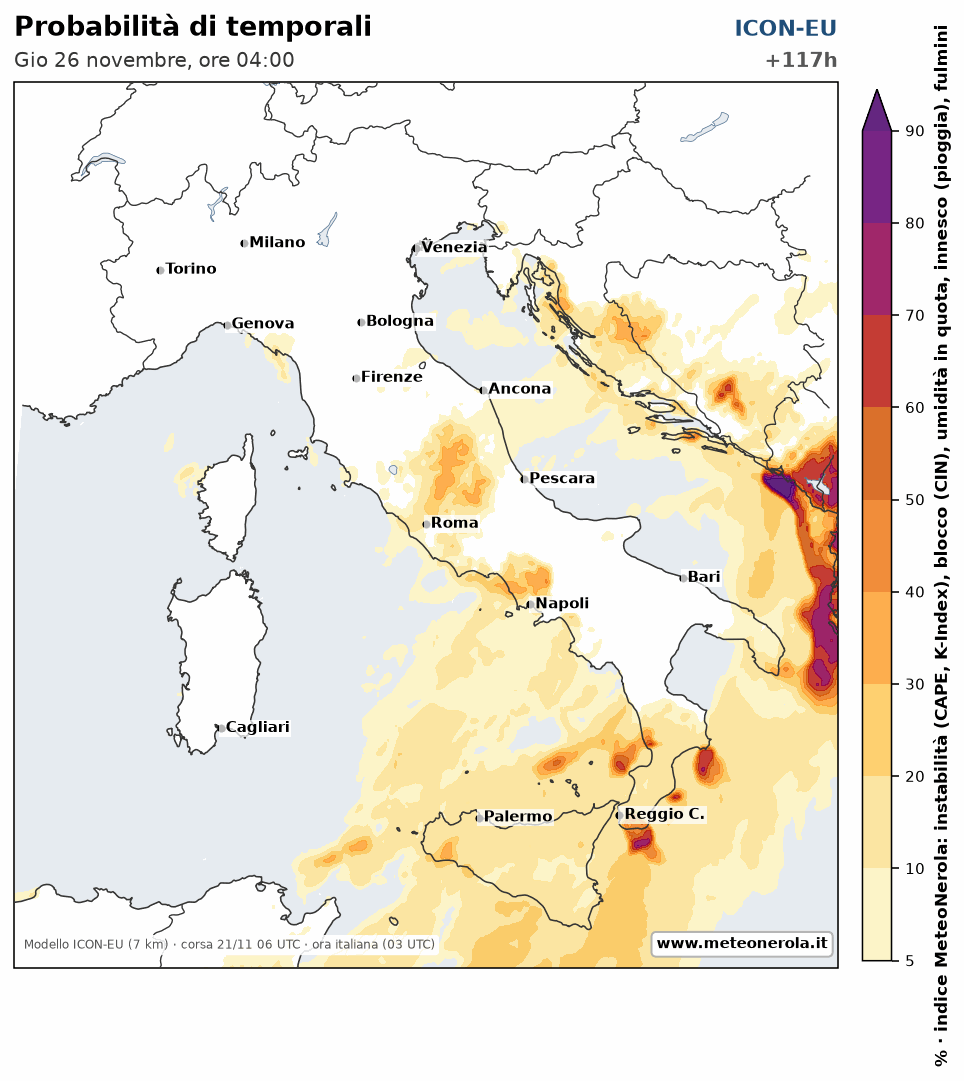 Probabilità di temporali
ICON-EU
Gio 26 novembre, ore 04:00
+117h
Milano
Venezia
Torino
Genova
Bologna
Firenze
Ancona
Pescara
Roma
Bari
Napoli
Cagliari
Palermo
Reggio C.
Modello ICON-EU (7 km) · corsa 21/11 06 UTC · ora italiana (03 UTC)
www.meteonerola.it
90
80
70
60
50
40
30
20
10
5
% · indice MeteoNerola: instabilità (CAPE, K-Index), blocco (CIN), umidità in quota, innesco (pioggia), fulmini